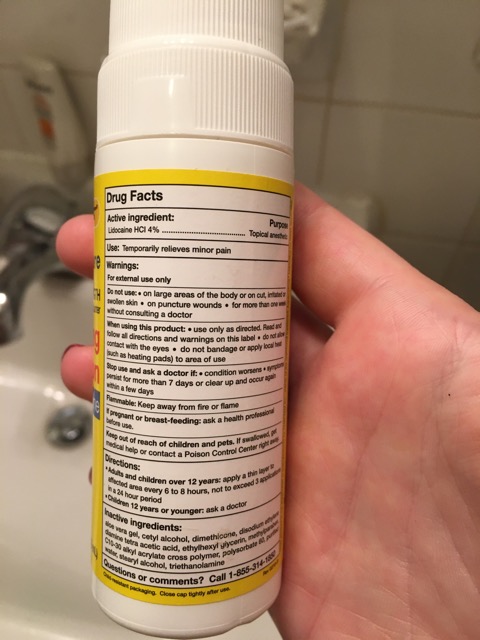 Drug Facts
Active ingredient: Purpose
Lidocaine HCl 4% ........................ Topical anesthetic
Use: Temporarily relieves minor pain
Warnings:
For external use only
Do not use: • on large areas of the body or on cut, irritated or
swollen skin • on puncture wounds • for more than one week
without consulting a doctor
When using this product: • use only as directed. Read and
follow all directions and warnings on this label • do not allow
contact with the eyes • do not bandage or apply local heat
(such as heating pads) to area of use
Stop use and ask a doctor if: • condition worsens • symptoms
persist for more than 7 days or clear up and occur again
within a few days
Flammable: Keep away from fire or flame
If pregnant or breast-feeding: ask a health professional
before use.
Keep out of reach of children and pets. If swallowed, get
medical help or contact a Poison Control Center right away.
Directions:
• Adults and children over 12 years: apply a thin layer to
affected area every 6 to 8 hours, not to exceed 3 applications
in a 24 hour period
• Children 12 years or younger: ask a doctor
Inactive ingredients:
aloe vera gel, cetyl alcohol, dimethicone, disodium ethylene
diamine tetra acetic acid, ethylhexyl glycerin, methylparaben,
C10-30 alkyl acrylate cross polymer, polysorbate 60, purified
water, stearyl alcohol, triethanolamine
Questions or comments? Call 1-855-314-1850
Child resistant packaging. Close cap tightly after use.